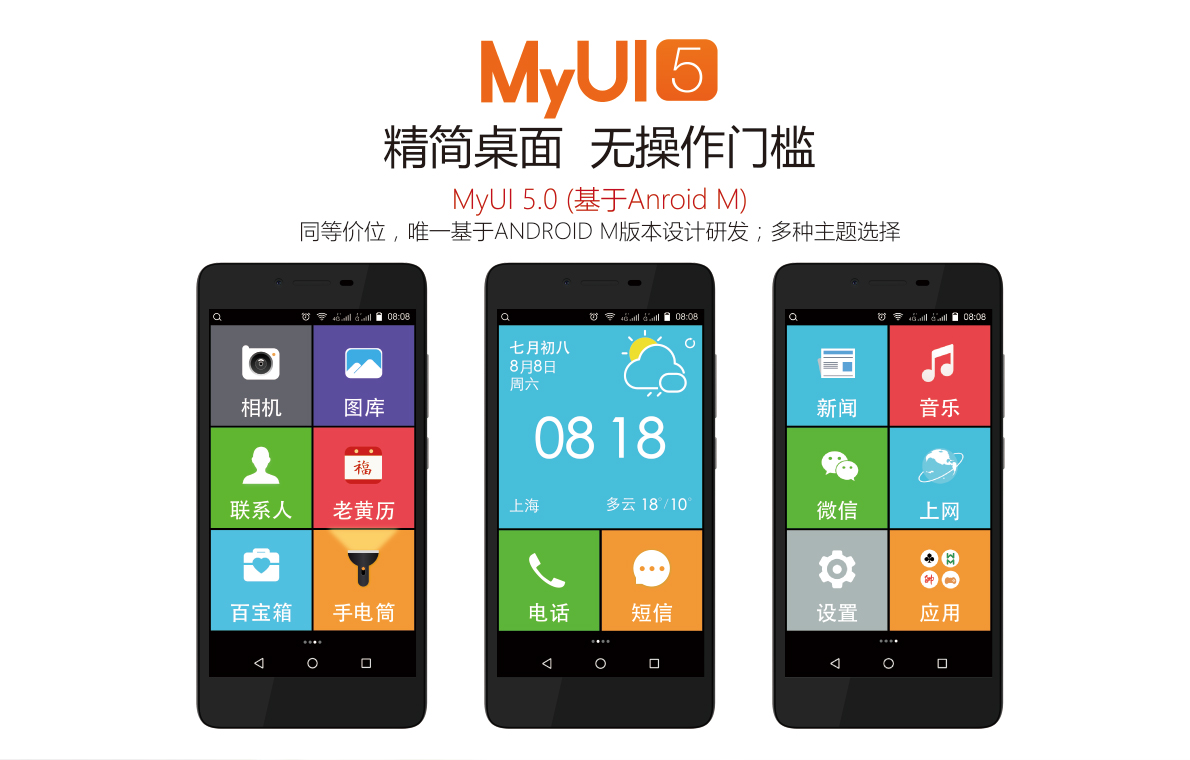 MyUI 5
精简桌面 无操作门槛
MyUI 5.0 (基于Anroid M)
同等价位，唯一基于ANDROID M版本设计研发；多种主题选择
08:08
相机
图库
联系人
福
老黄历
百宝箱
手电筒
08:08
七月初八
8月8日
周六
08 18
上海
多云 18°/10°
电话
短信
08:08
新闻
音乐
微信
上网
设置
应用